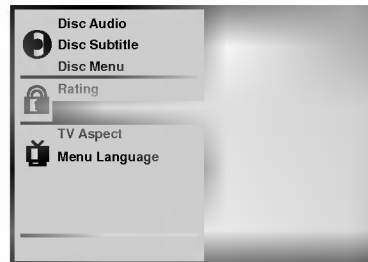 Disc Audio
Disc Subtitle
Disc Menu
Rating
TV Aspect
Menu Language